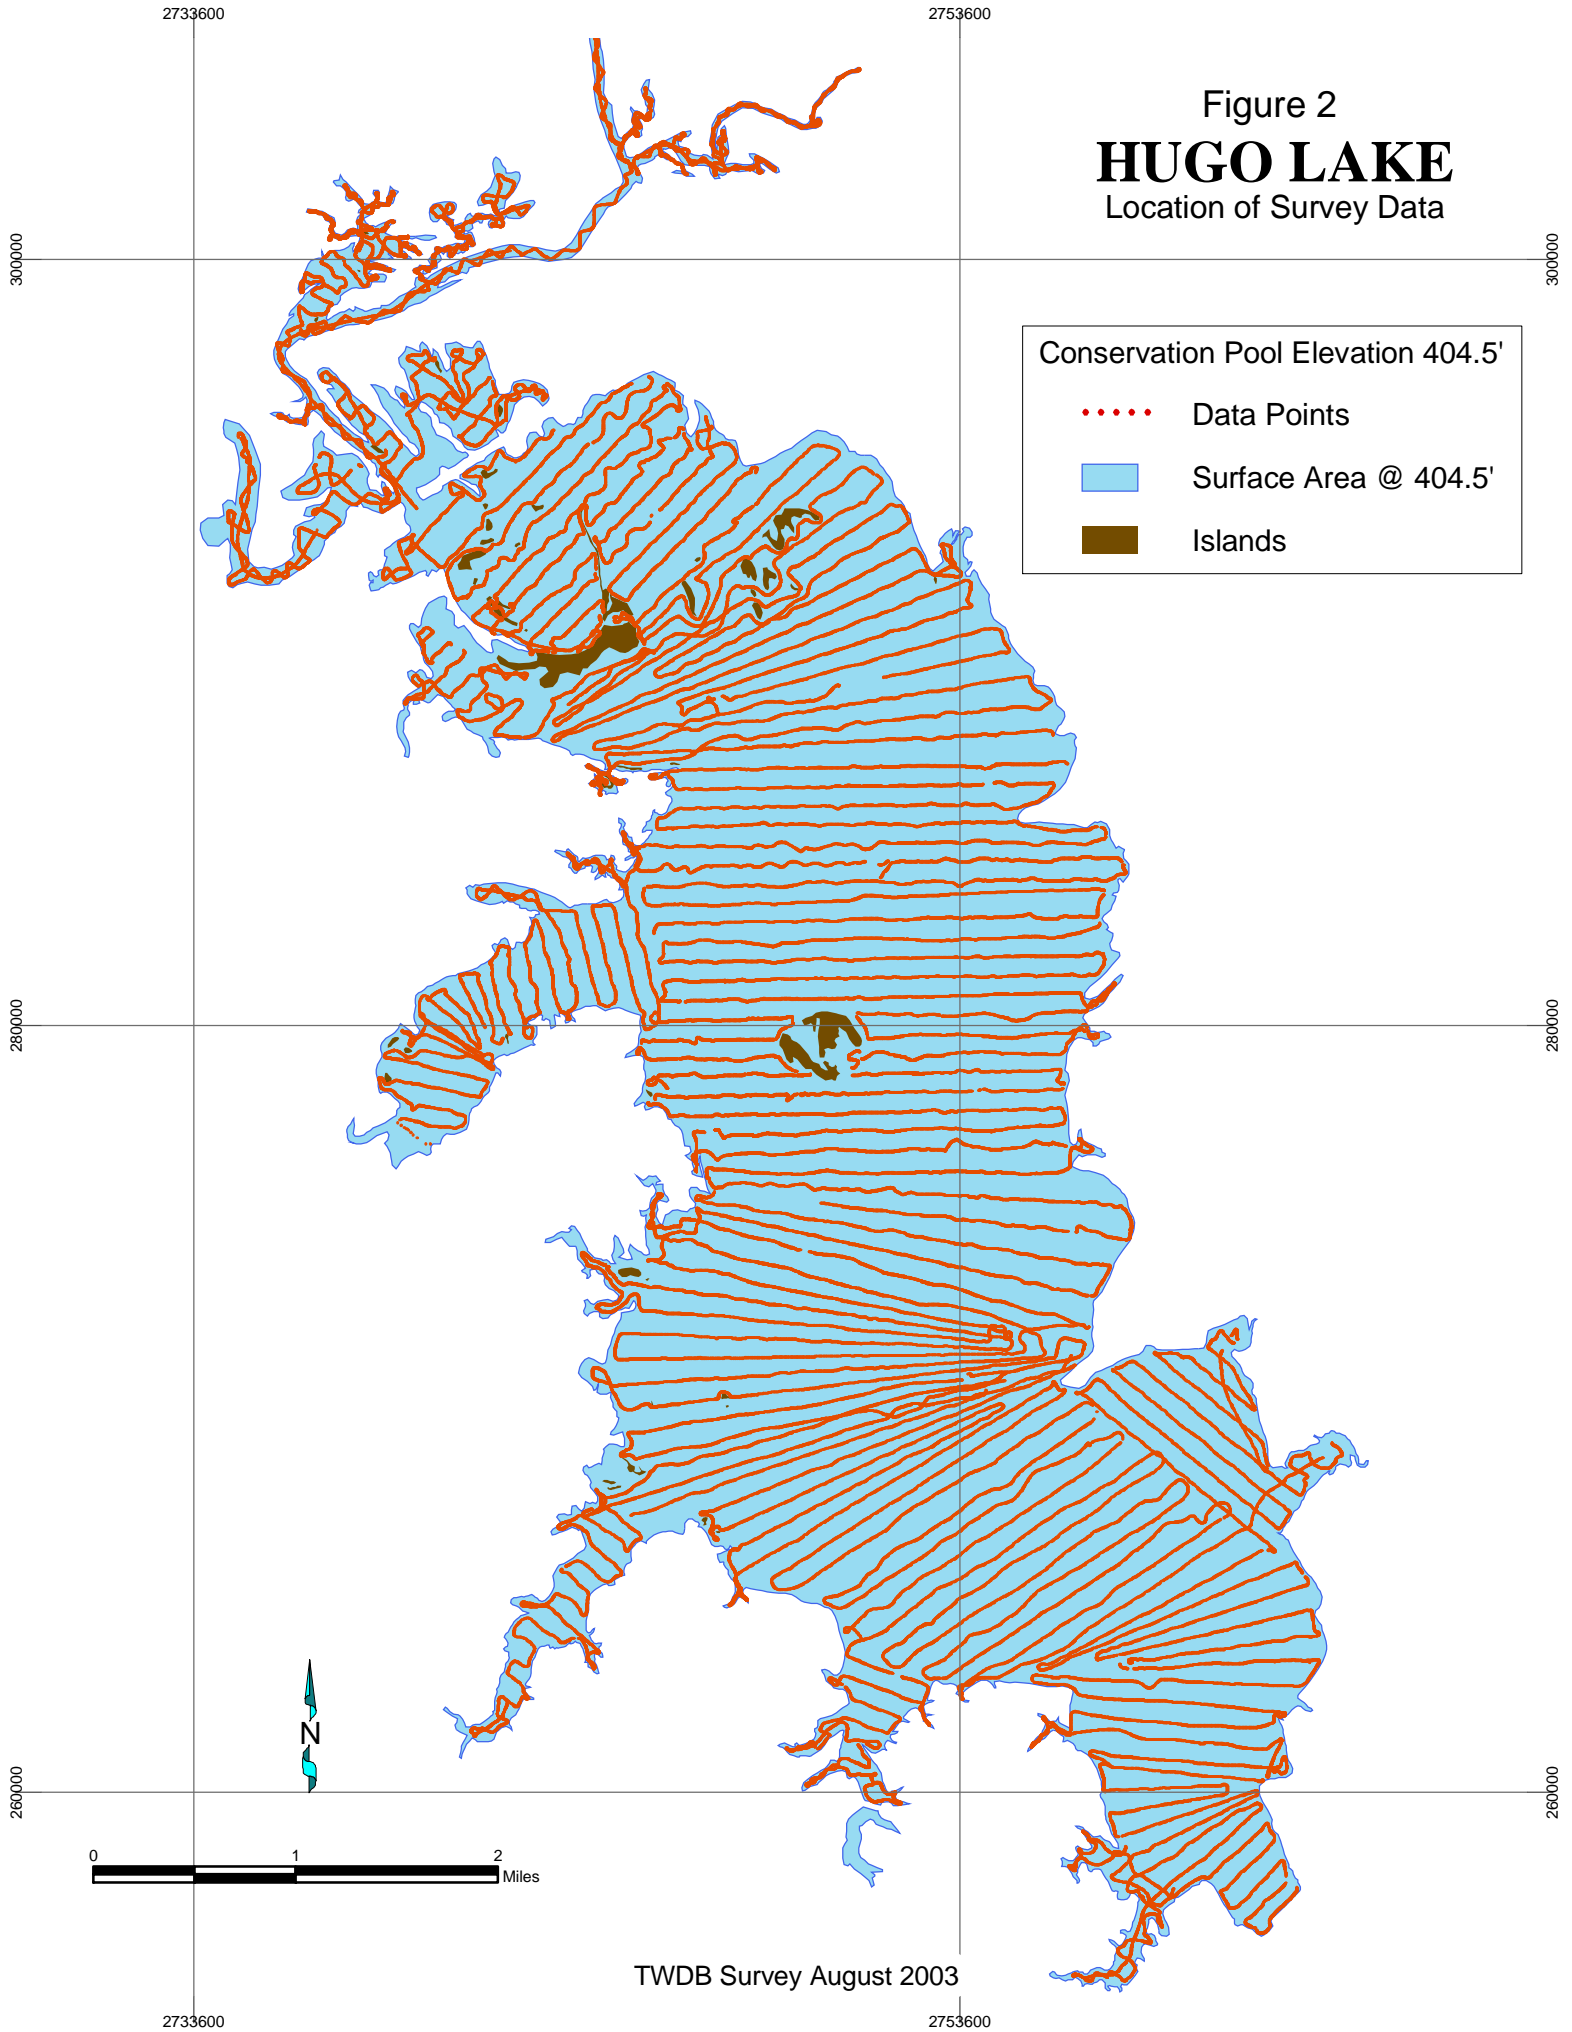 2733600
2753600
Figure 2
HUGO LAKE
Location of Survey Data
300000
300000
Conservation Pool Elevation 404.5'
Data Points
Surface Area @ 404.5'
Islands
280000
280000
N
260000
260000
0 1 2
Miles
TWDB Survey August 2003
2733600
2753600